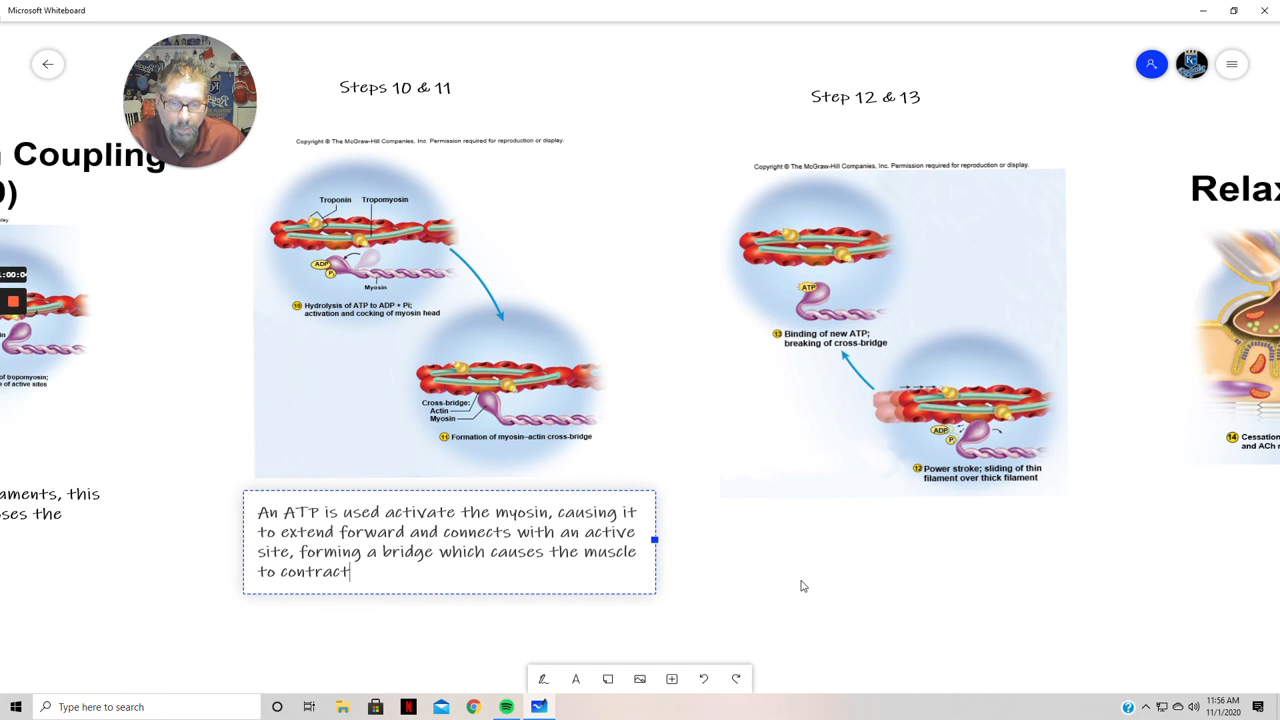 Microsoft Whiteboard
Steps 10 & 11
Step 12 & 13
Coupling
Copyright © The McGraw-Hill Companies, Inc. Permission required for reproduction or display.
Copyright © The McGraw-Hill Companies, Inc. Permission required for reproduction or display.
Troponin Tropomyosin
ADP
Pi
Myosin
10 Hydrolysis of ATP to ADP + Pi;
activation and cocking of myosin head
Cross-bridge:
Actin
Myosin
11 Formation of myosin–actin cross-bridge
ATP
13 Binding of new ATP;
breaking of cross-bridge
ADP
Pi
12 Power stroke; sliding of thin
filament over thick filament
Relax
14 Cessation
and ACh
of tropomyosin;
of active sites
this
the
An ATP is used activate the myosin, causing it
to extend forward and connects with an active
site, forming a bridge which causes the muscle
to contract
KC
Type here to search
11:56 AM
11/1/2020